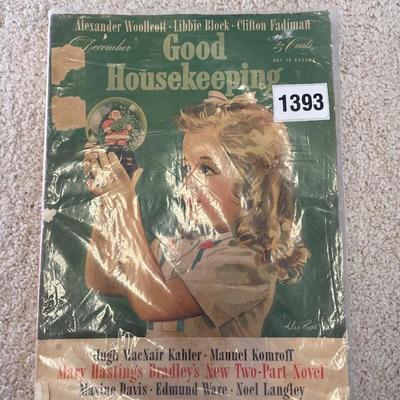 Alexander Woollcott · Libbie Block · Clifton Fadiman
December
Good
Housekeeping
25 Cents
1393
Hugh MacNair Kahler · Manuel Komroff
Mary Hastings Bradley's New Two-Part Novel
Maxine Davis · Edmund Ware · Noel Langley